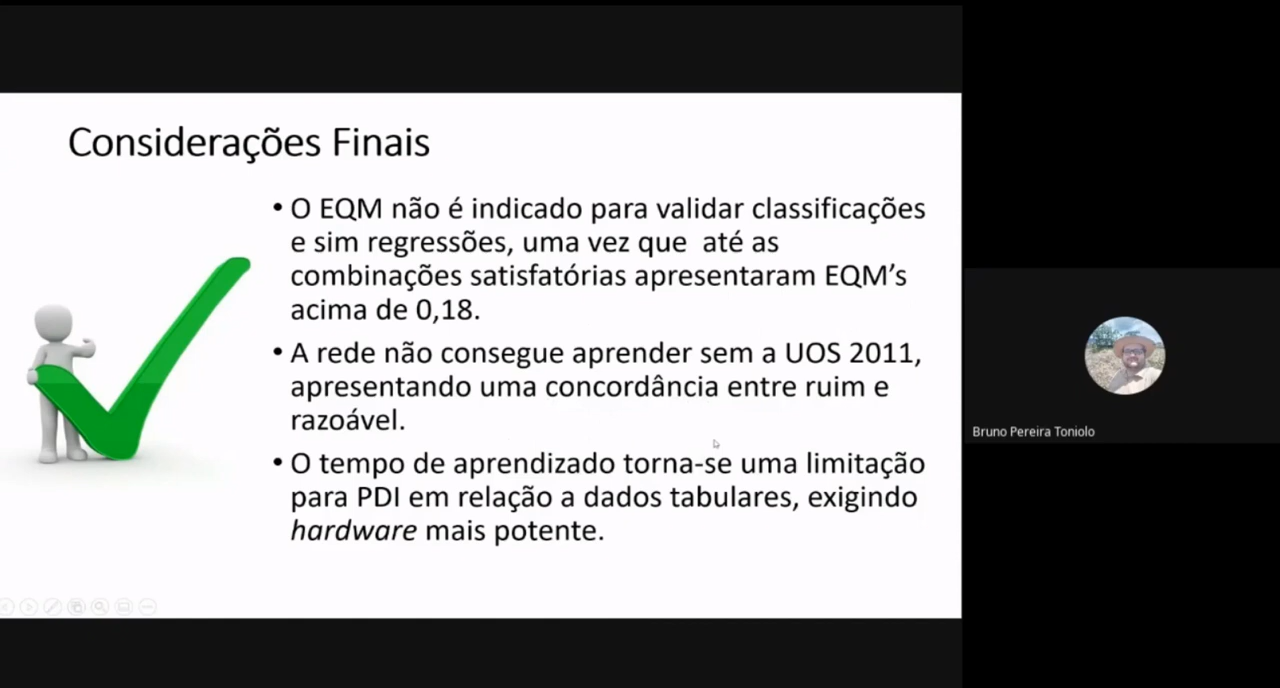 Considerações Finais
• O EQM não é indicado para validar classificações
e sim regressões, uma vez que até as
combinações satisfatórias apresentaram EQM’s
acima de 0,18.
• A rede não consegue aprender sem a UOS 2011,
apresentando uma concordância entre ruim e
razoável.
• O tempo de aprendizado torna-se uma limitação
para PDI em relação a dados tabulares, exigindo
hardware mais potente.
Bruno Pereira Toniolo